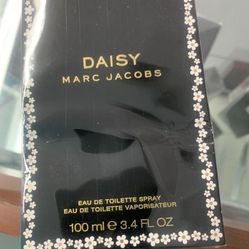 DAISY
MARC JACOBS
EAU DE TOILETTE SPRAY
EAU DE TOILETTE VAPORISATEUR
100 ml e 3.4 FL OZ